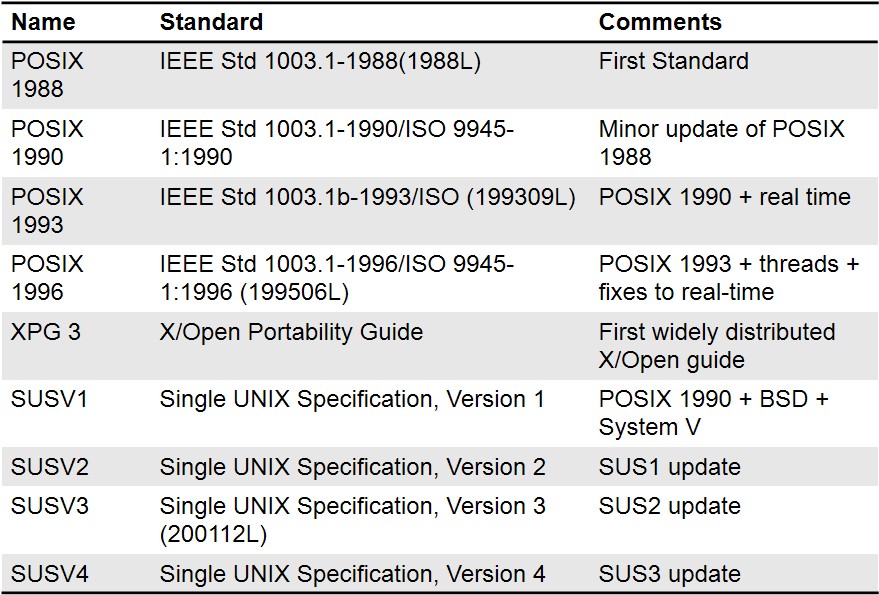 Name Standard Comments
POSIX IEEE Std 1003.1-1988(1988L) First Standard
1988
POSIX IEEE Std 1003.1-1990/ISO 9945- Minor update of POSIX
1990 1:1990 1988
POSIX IEEE Std 1003.1b-1993/ISO (199309L) POSIX 1990 + real time
1993
POSIX IEEE Std 1003.1-1996/ISO 9945- POSIX 1993 + threads +
1996 1:1996 (199506L) fixes to real-time
XPG 3 X/Open Portability Guide First widely distributed
X/Open guide
SUSV1 Single UNIX Specification, Version 1 POSIX 1990 + BSD +
System V
SUSV2 Single UNIX Specification, Version 2 SUS1 update
SUSV3 Single UNIX Specification, Version 3 SUS2 update
(200112L)
SUSV4 Single UNIX Specification, Version 4 SUS3 update